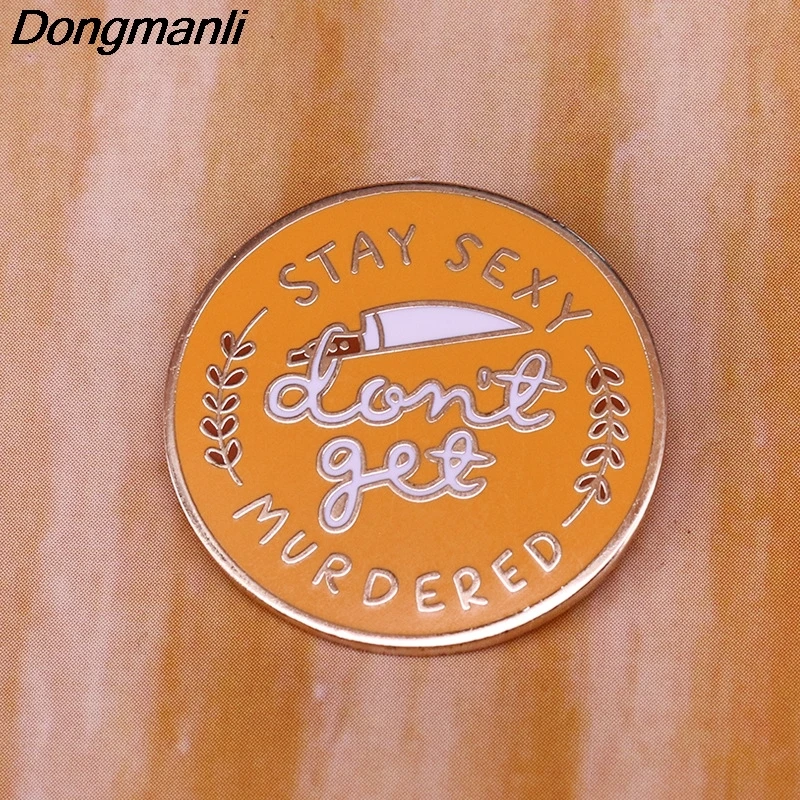 Dongmanli
STAY SEXY
don't
get
MURDERED